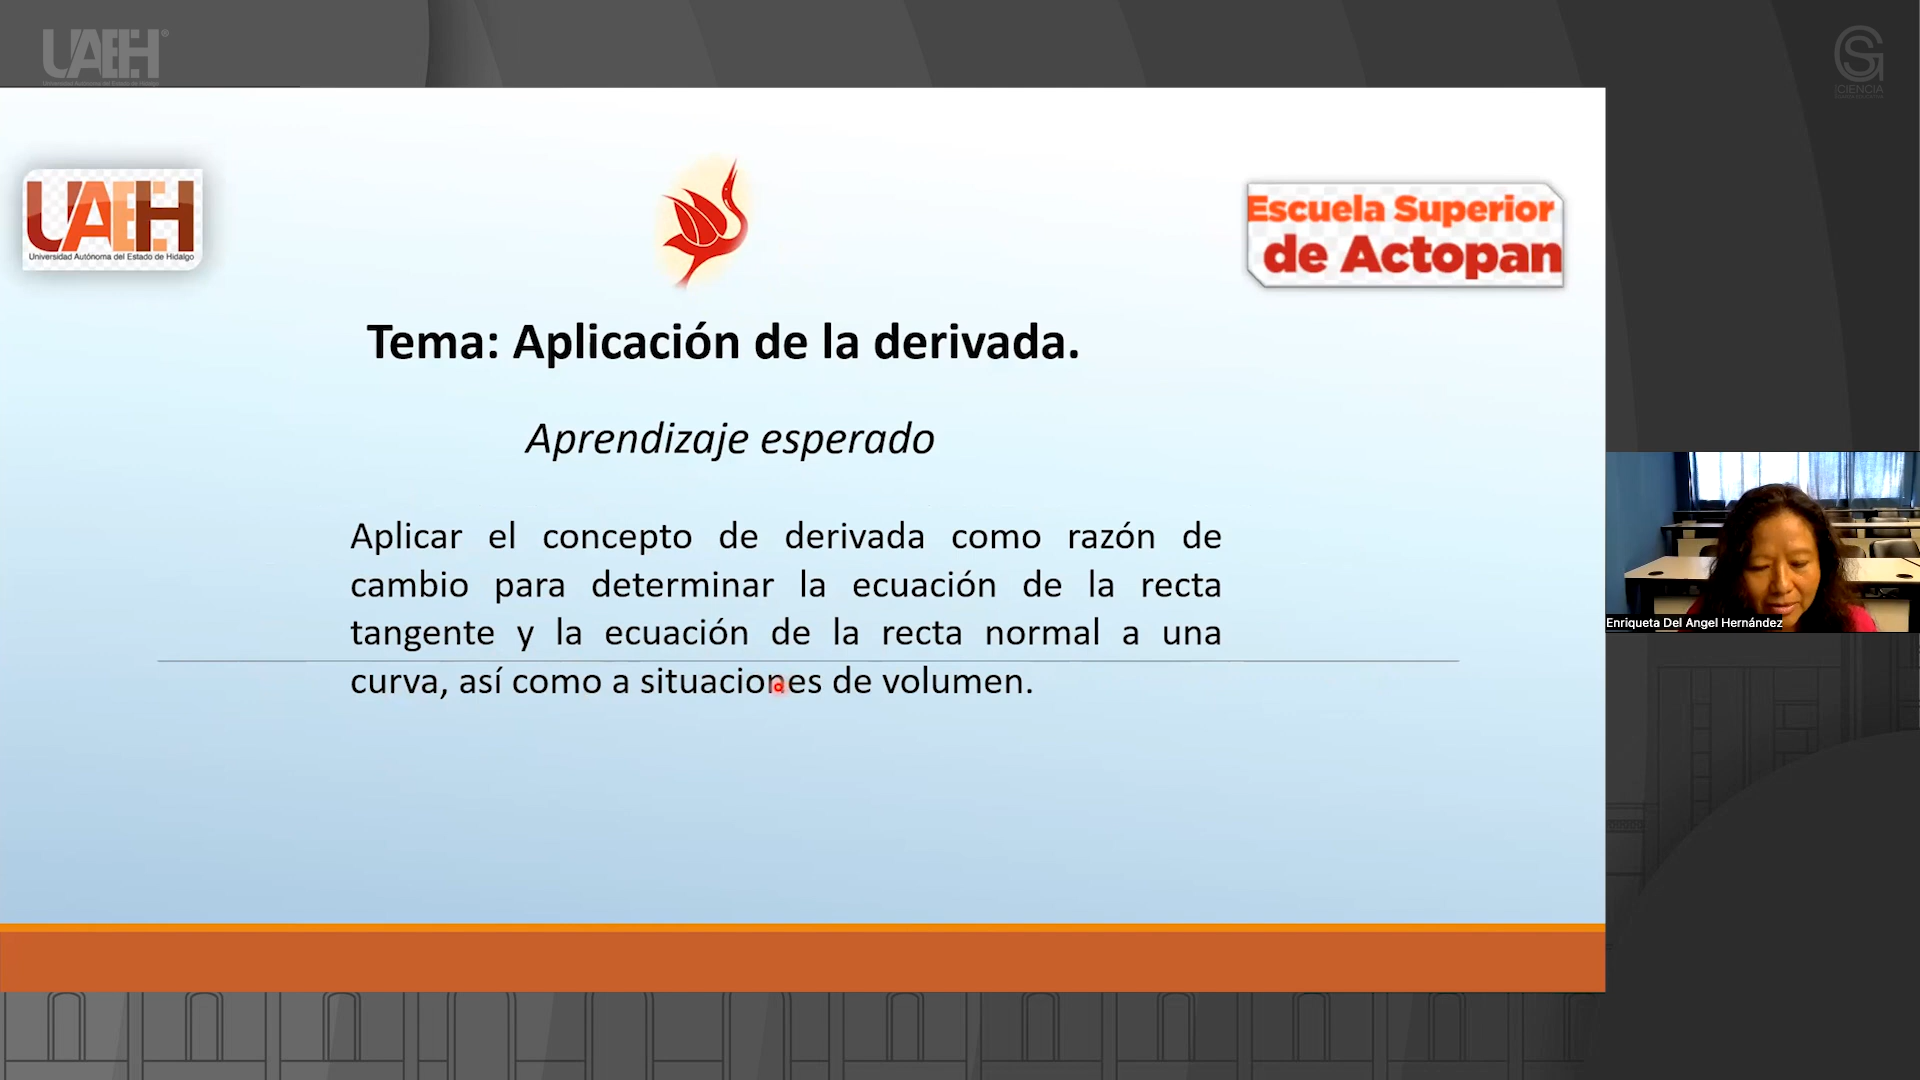 UAEH
CIENCIA
UAEH
Universidad Autónoma del Estado de Hidalgo
Escuela Superior
de Actopan
Tema: Aplicación de la derivada.
Aprendizaje esperado
Aplicar el concepto de derivada como razón de
cambio para determinar la ecuación de la recta
tangente y la ecuación de la recta normal a una
curva, así como a situaciones de volumen.
Enriqueta Del Angel Hernández